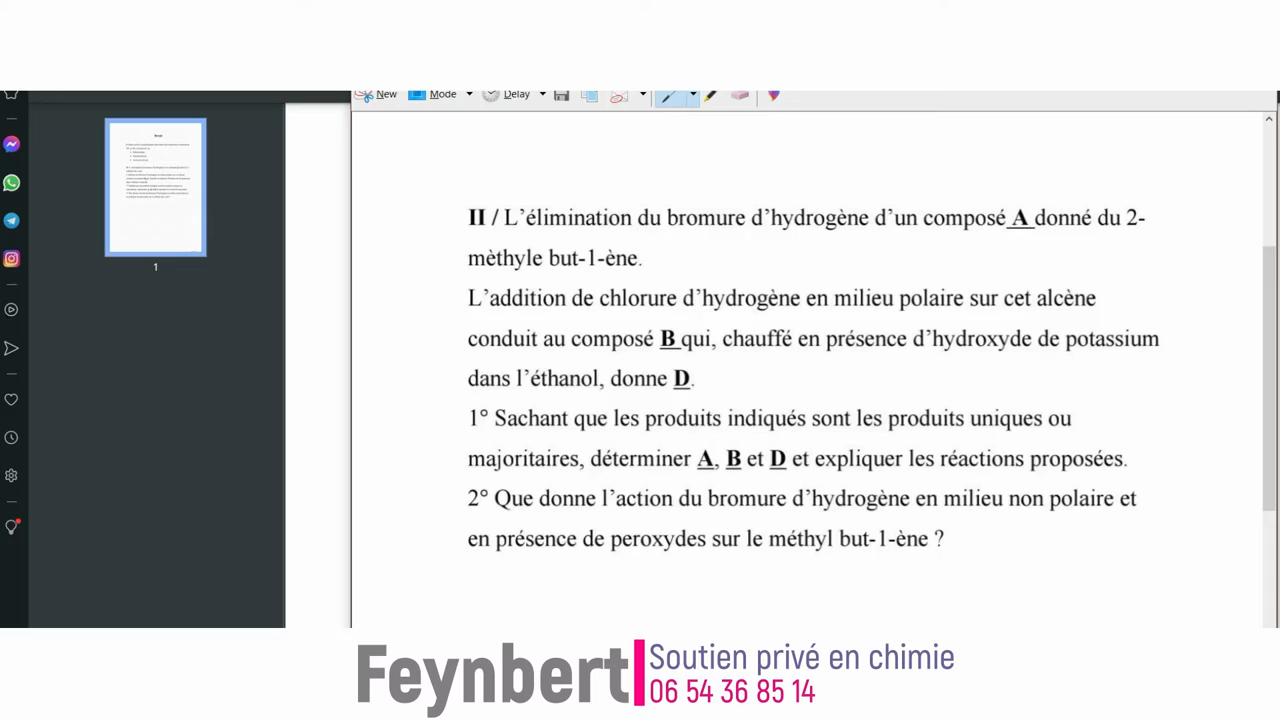 New
Mode
Delay
II / L’élimination du bromure d’hydrogène d’un composé A donné du 2-
mèthyle but-1-ène.
L’addition de chlorure d’hydrogène en milieu polaire sur cet alcène
conduit au composé B qui, chauffé en présence d’hydroxyde de potassium
dans l’éthanol, donne D.
1° Sachant que les produits indiqués sont les produits uniques ou
majoritaires, déterminer A, B et D et expliquer les réactions proposées.
2° Que donne l’action du bromure d’hydrogène en milieu non polaire et
en présence de peroxydes sur le méthyl but-1-ène ?
1
Feynbert
Soutien privé en chimie
06 54 36 85 14